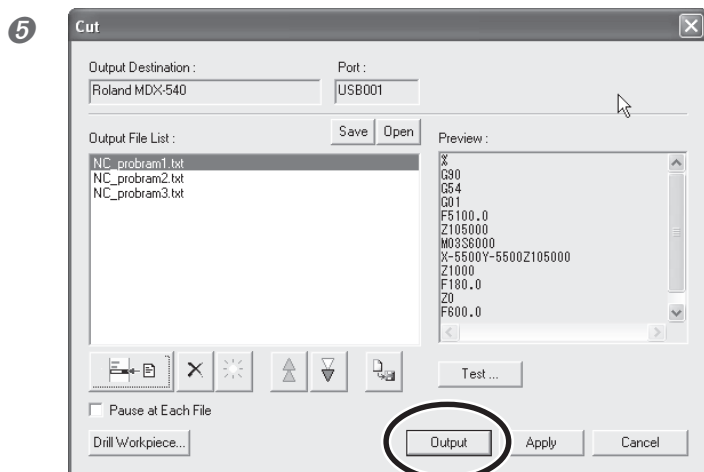 5
Cut
Output Destination :
Port :
Roland MDX-540
USB001
Output File List :
Save
Open
Preview :
NC_probram1.txt
NC_probram2.txt
NC_probram3.txt
%
G90
G54
G01
F5100.0
Z105000
M03S6000
X-5500Y-5500Z105000
Z1000
F180.0
Z0
F600.0
Test ...
Pause at Each File
Drill Workpiece...
Output
Apply
Cancel